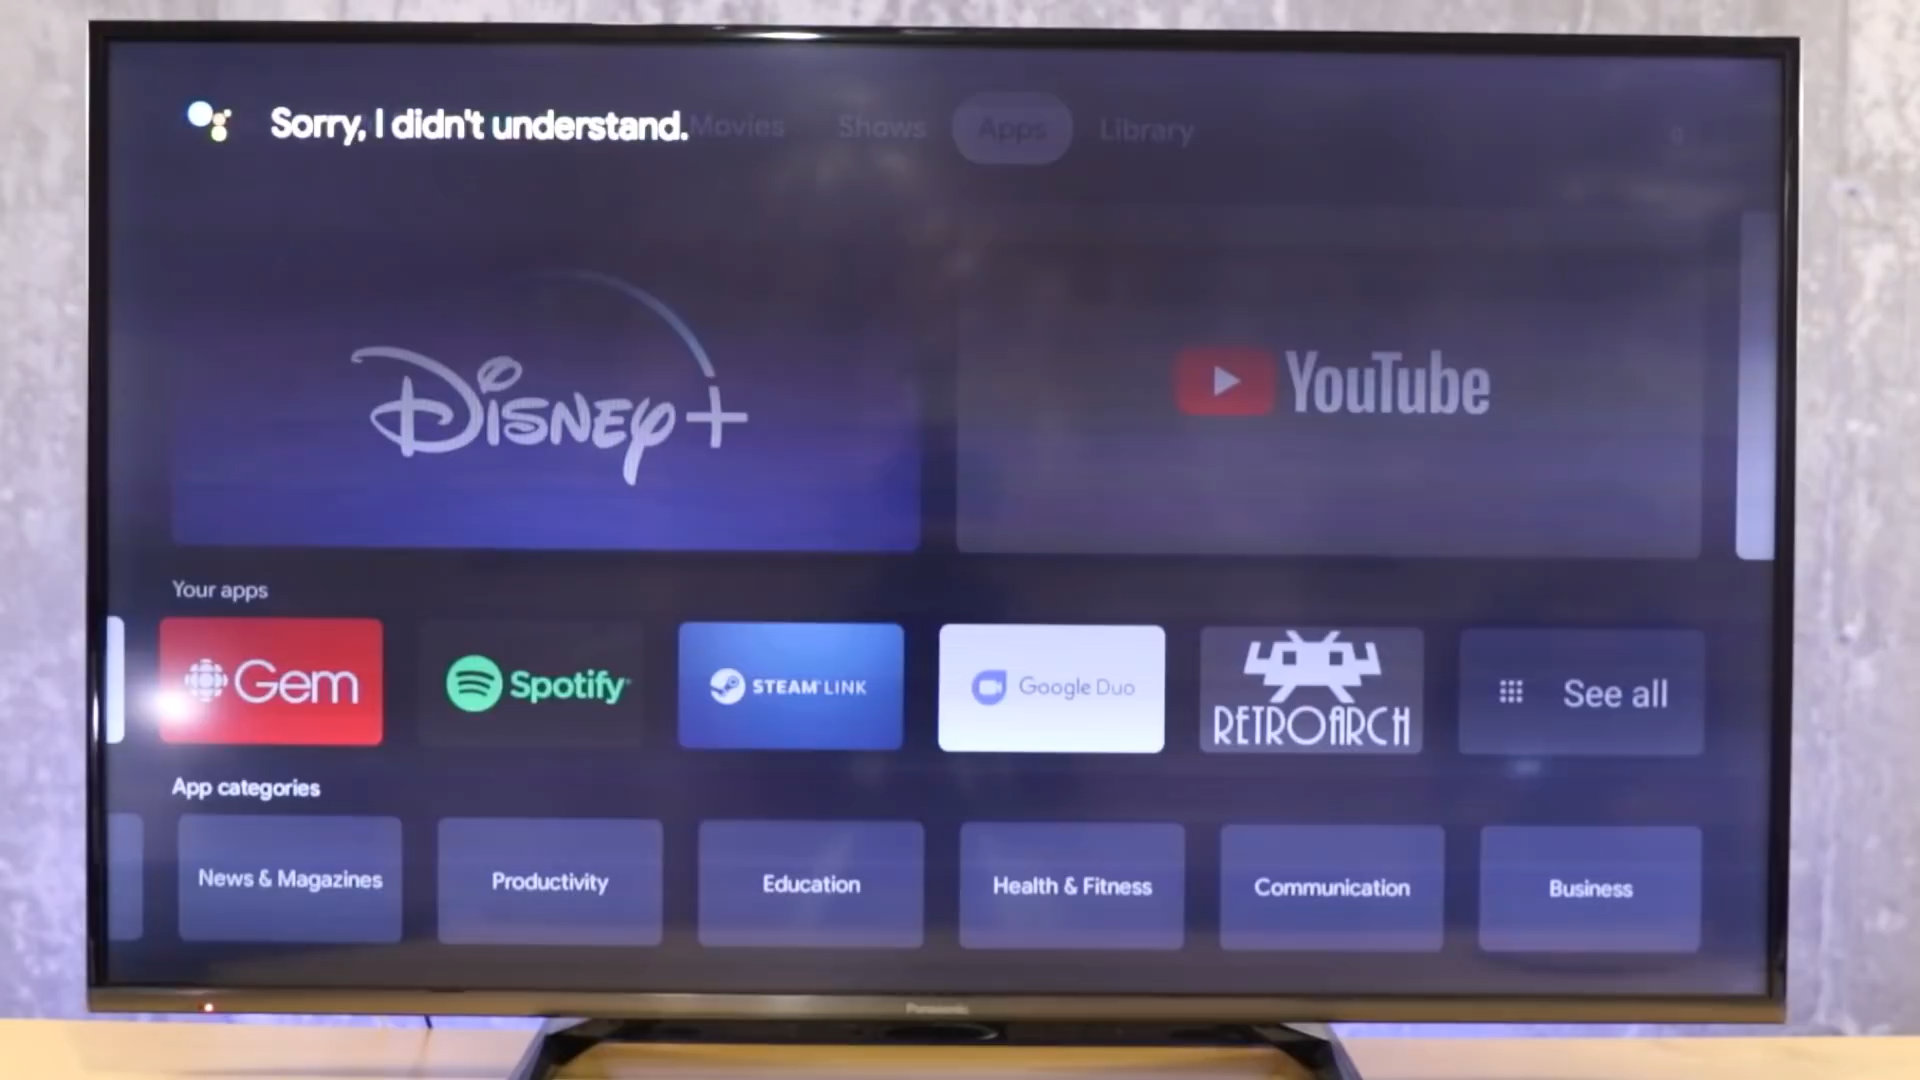 Sorry, I didn't understand.
Movies Shows Apps Library
Disney+
YouTube
Your apps
Gem
Spotify
STEAM LINK
Google Duo
RETROARCH
See all
App categories
News & Magazines
Productivity
Education
Health & Fitness
Communication
Business
Panasonic